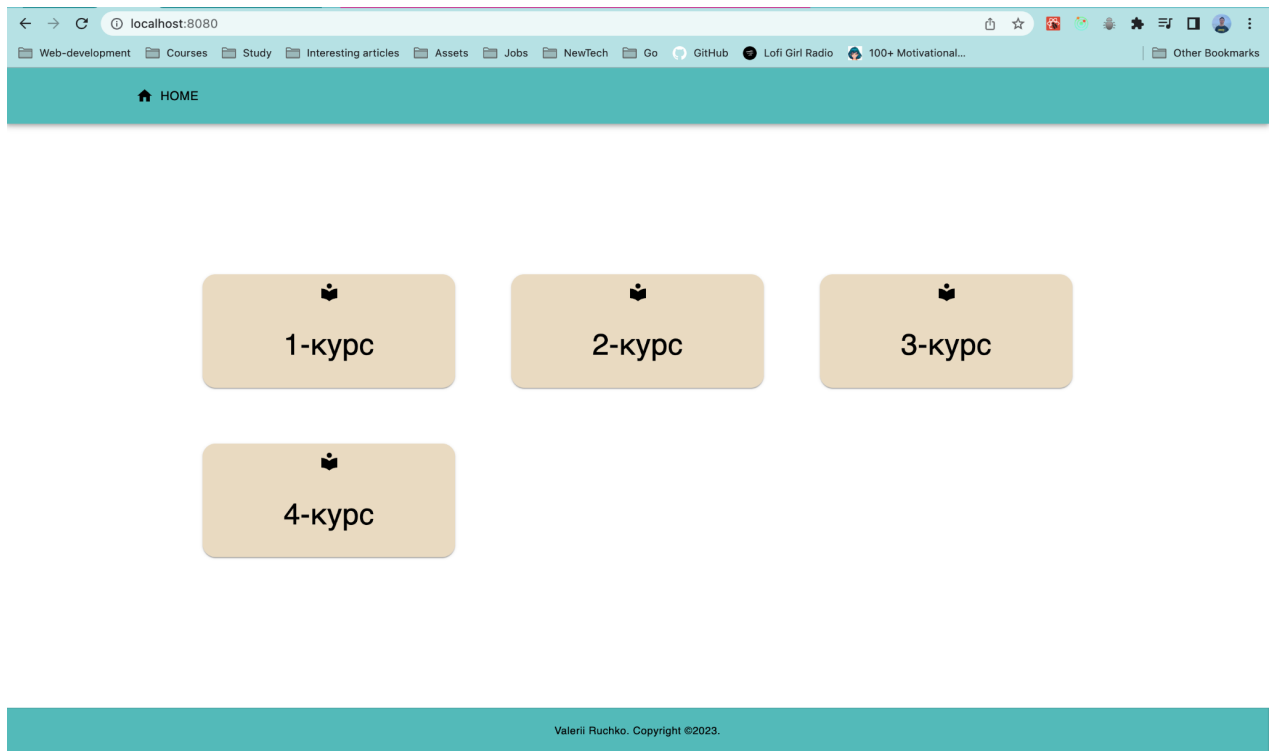 localhost:8080
Web-development Courses Study Interesting articles Assets Jobs NewTech Go GitHub Lofi Girl Radio 100+ Motivational... Other Bookmarks
HOME
1-курс 2-курс 3-курс
4-курс
Valerii Ruchko. Copyright ©2023.